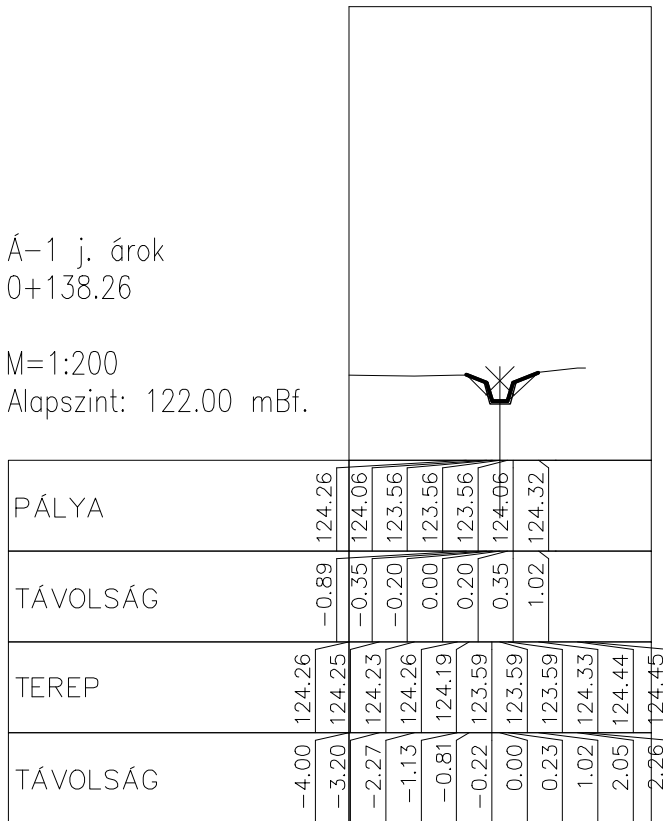 Á-1 j. árok
0+138.26
M=1:200
Alapszint: 122.00 mBf.
PÁLYA 124.26 124.06 123.56 123.56 123.56 124.06 124.32
TÁVOLSÁG -0.89 -0.35 -0.20 0.00 0.20 0.35 1.02
TEREP 124.26 124.25 124.23 124.26 124.19 123.59 123.59 123.59 124.33 124.44 124.45
TÁVOLSÁG -4.00 -3.20 -2.27 -1.13 -0.81 -0.22 0.00 0.23 1.02 2.05 2.26